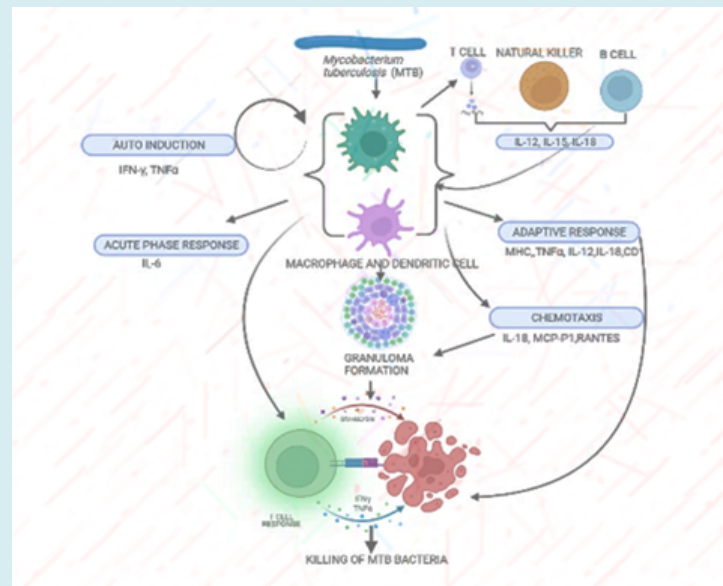 Mycobacterium
tuberculosis (MTB)
T CELL
NATURAL KILLER
B CELL
IL-12, IL-15, IL-18
AUTO INDUCTION
IFN-γ, TNFα
ACUTE PHASE RESPONSE
IL-6
ADAPTIVE RESPONSE
MHC, TNFα, IL-12,IL-18,CD1
MACROPHAGE AND DENDRITIC CELL
CHEMOTAXIS
IL-18, MCP-P1,RANTES
GRANULOMA
FORMATION
IFNγ
TNFα
T CELL
RESPONSE
KILLING OF MTB BACTERIA